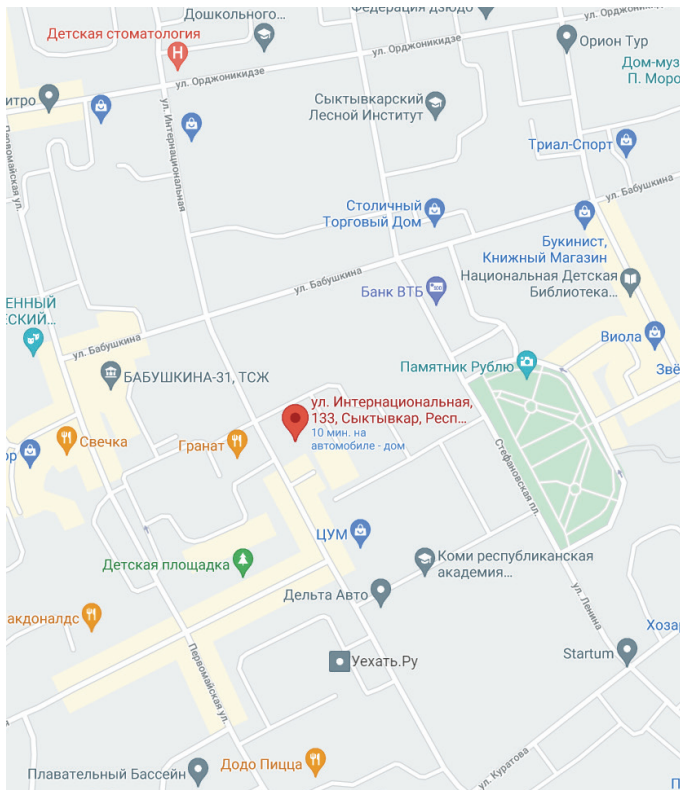 Дошкольного...
Федерация дзюдо
Детская стоматология
ул. Орджоникидзе
ул. Орджоникидзе
Орион Тур
Дом-муз
П. Моро
итро
Сыктывкарский
Лесной Институт
Первомайская ул.
ул. Интернациональная
Триал-Спорт
ул. Бабушкина
Столичный
Торговый Дом
Букинист,
Книжный Магазин
ул. Бабушкина
Банк ВТБ
Национальная Детская
Библиотека...
ЕННЫЙ
ЕСКИЙ...
Виола
ул. Бабушкина
Памятник Рублю
Звё
БАБУШКИНА-31, ТСЖ
ул. Интернациональная,
133, Сыктывкар, Респ...
10 мин. на
автомобиле - дом
Свечка
Гранат
ор
Стефановская пл.
ЦУМ
Детская площадка
Коми республиканская
академия...
Дельта Авто
ул. Ленина
акдоналдс
Хозар
Первомайская ул.
Уехать.Ру
Startum
Додо Пицца
Плавательный Бассейн
ул. Куратова
П